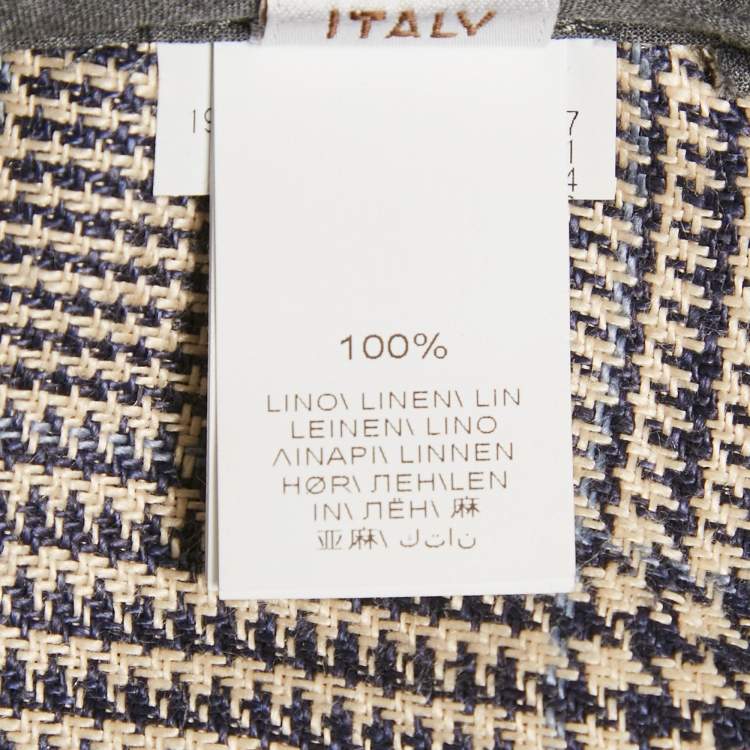 ITALY
100%
LINO\ LINEN\ LIN
LEINEN\ LINO
ΛΙΝΑΡΙ\ LINNEN
HØR\ ЛЕН\LEN
IN\ ЛЁН\ 麻
亚麻\ كتان